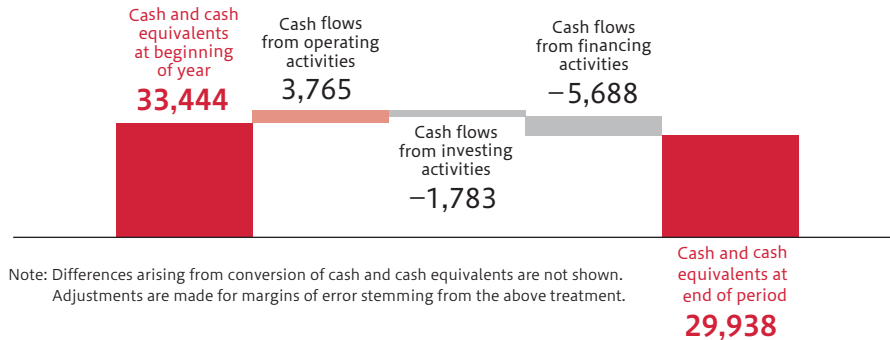 Cash and cash
equivalents
at beginning
of year
33,444
Cash flows
from operating
activities
3,765
Cash flows
from investing
activities
−1,783
Cash flows
from financing
activities
−5,688
Cash and cash
equivalents at
end of period
29,938
Note: Differences arising from conversion of cash and cash equivalents are not shown.
Adjustments are made for margins of error stemming from the above treatment.